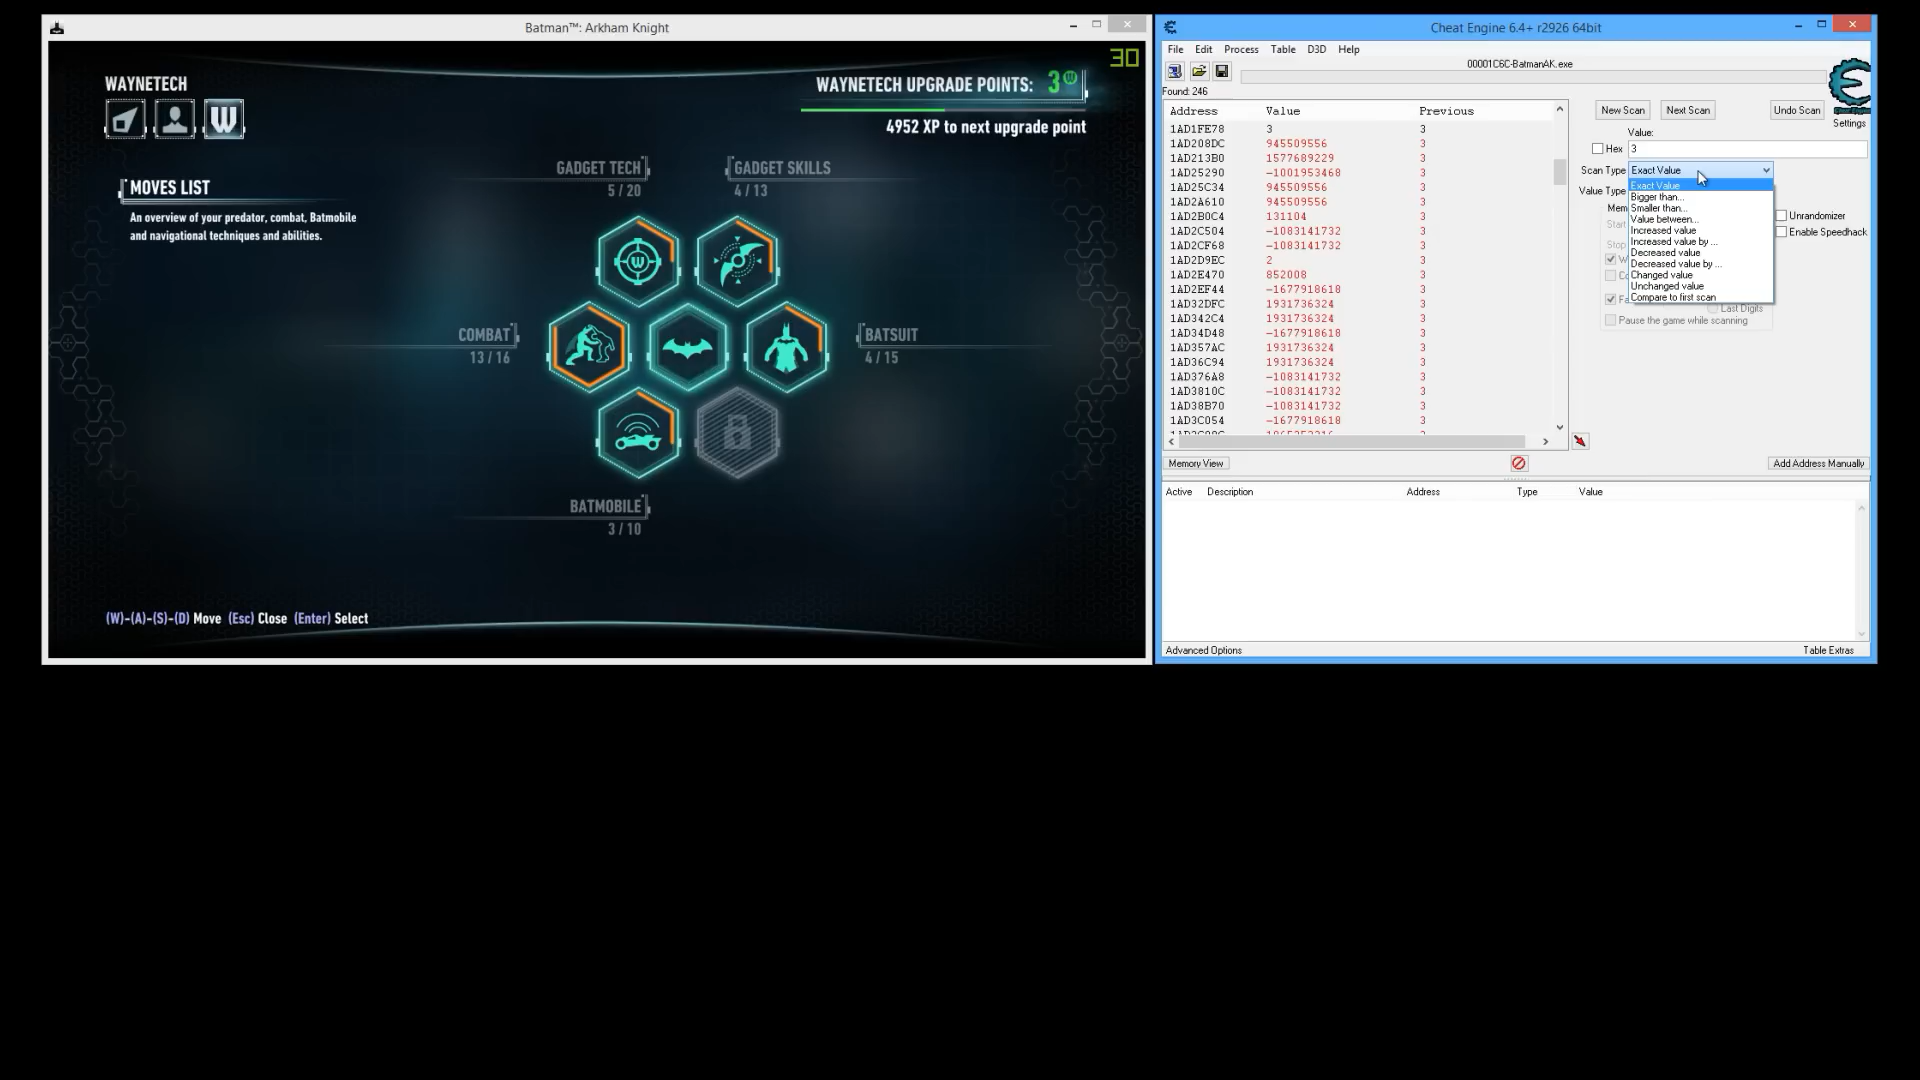 Batman™: Arkham Knight
30
WAYNETECH
W
WAYNETECH UPGRADE POINTS: 3
4952 XP to next upgrade point
MOVES LIST
An overview of your predator, combat, Batmobile
and navigational techniques and abilities.
GADGET TECH
5 / 20
GADGET SKILLS
4 / 13
COMBAT
13 / 16
BATSUIT
4 / 15
BATMOBILE
3 / 10
(W)-(A)-(S)-(D) Move (Esc) Close (Enter) Select
Cheat Engine 6.4+ r2926 64bit
File Edit Process Table D3D Help
00001C6C-BatmanAK.exe
Found: 246
Address Value Previous
1AD1FE78 3 3
1AD208DC 945509556 3
1AD213B0 1577689229 3
1AD25290 -1001953468 3
1AD25C34 945509556 3
1AD2A610 945509556 3
1AD2B0C4 131104 3
1AD2C504 -1083141732 3
1AD2CF68 -1083141732 3
1AD2D9EC 2 3
1AD2E470 852008 3
1AD2EF44 -1677918618 3
1AD32DFC 1931736324 3
1AD342C4 1931736324 3
1AD34D48 -1677918618 3
1AD357AC 1931736324 3
1AD36C94 1931736324 3
1AD376A8 -1083141732 3
1AD3810C -1083141732 3
1AD38B70 -1083141732 3
1AD3C054 -1677918618 3
New Scan Next Scan Undo Scan
Settings
Value:
Hex 3
Scan Type Exact Value
Value Type
Exact Value
Bigger than...
Smaller than...
Value between...
Increased value
Increased value by ...
Decreased value
Decreased value by ...
Changed value
Unchanged value
Compare to first scan
Unrandomizer
Enable Speedhack
Last Digits
Pause the game while scanning
Memory View
Add Address Manually
Active Description Address Type Value
Advanced Options
Table Extras